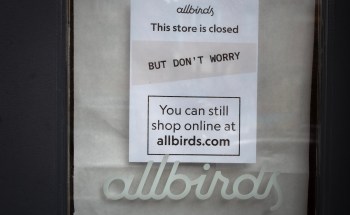 allbirds
This store is closed
BUT DON'T WORRY
You can still
shop online at
allbirds.com
allbirds